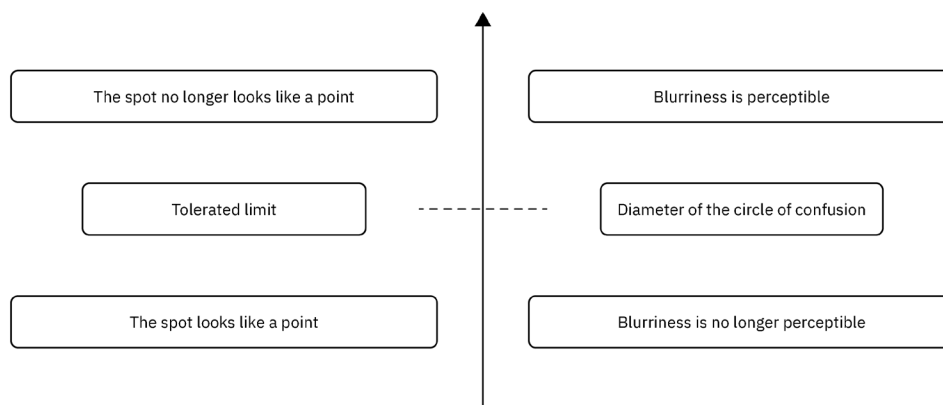 The spot no longer looks like a point
Blurriness is perceptible
Tolerated limit
Diameter of the circle of confusion
The spot looks like a point
Blurriness is no longer perceptible